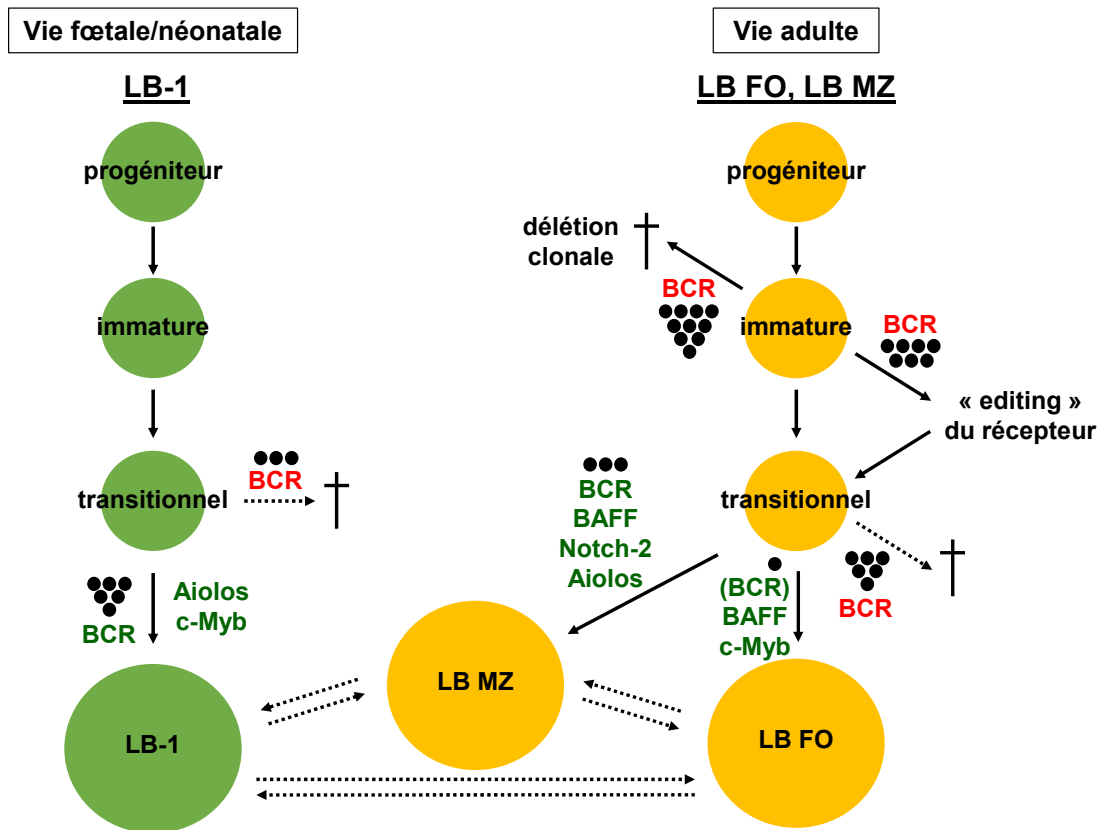 Vie fœtale/néonatale
LB-1
progéniteur
immature
transitionnel
BCR
Aiolos
c-Myb
BCR
LB-1
Vie adulte
LB FO, LB MZ
progéniteur
délétion
clonale
BCR
immature
BCR
« editing »
du récepteur
transitionnel
BCR
BAFF
Notch-2
Aiolos
(BCR)
BAFF
c-Myb
BCR
LB MZ
LB FO